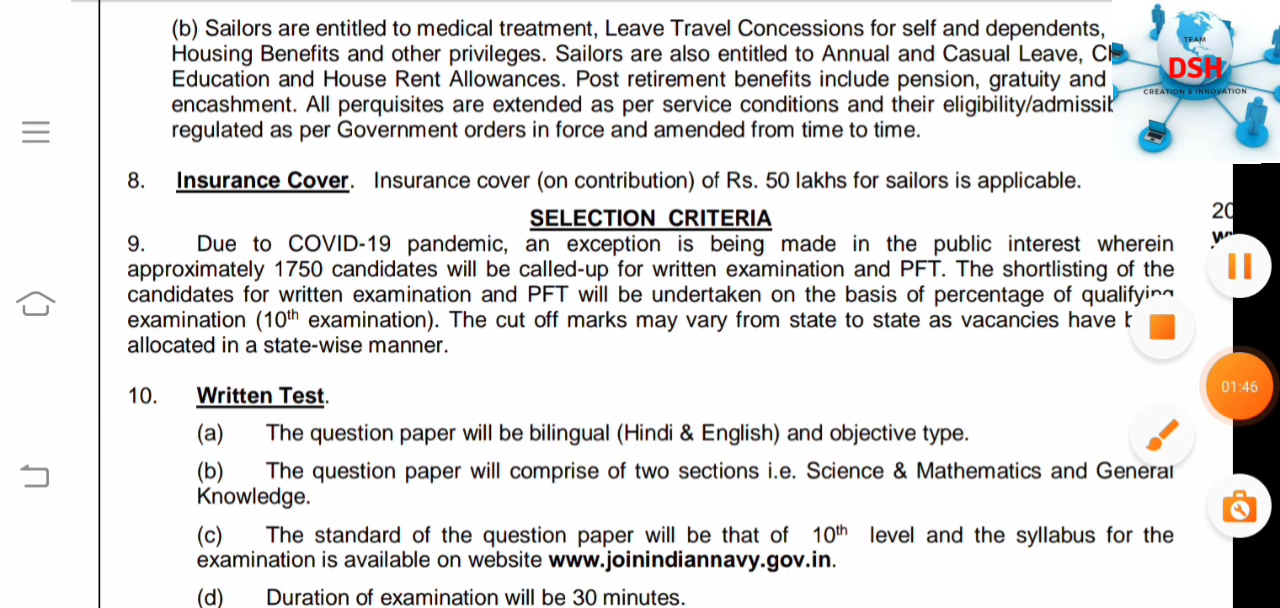 (b) Sailors are entitled to medical treatment, Leave Travel Concessions for self and dependents,
Housing Benefits and other privileges. Sailors are also entitled to Annual and Casual Leave,
Education and House Rent Allowances. Post retirement benefits include pension, gratuity and
encashment. All perquisites are extended as per service conditions and their
regulated as per Government orders in force and amended from time to time.
TEAM
DSH
CREATION & INNOVATION
8. Insurance Cover. Insurance cover (on contribution) of Rs. 50 lakhs for sailors is applicable.
SELECTION CRITERIA
9. Due to COVID-19 pandemic, an exception is being made in the public interest wherein
approximately 1750 candidates will be called-up for written examination and PFT. The shortlisting of the
candidates for written examination and PFT will be undertaken on the basis of percentage of qualifying
examination (10th examination). The cut off marks may vary from state to state as vacancies have
allocated in a state-wise manner.
10. Written Test.
(a) The question paper will be bilingual (Hindi & English) and objective type.
(b) The question paper will comprise of two sections i.e. Science & Mathematics and General
Knowledge.
(c) The standard of the question paper will be that of 10th level and the syllabus for the
examination is available on website www.joinindiannavy.gov.in.
(d) Duration of examination will be 30 minutes.
20
01:46